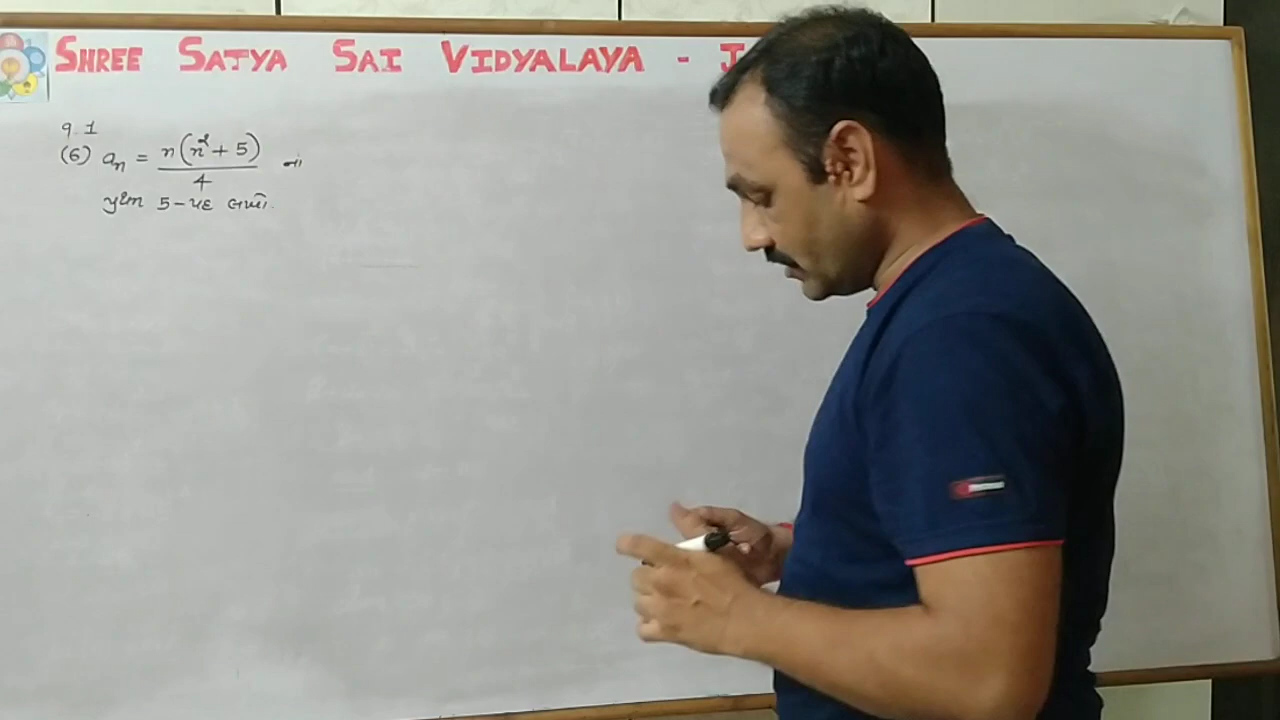 SHREE SATYA SAI VIDYALAYA - J
9.1
(6) aₙ = n(n²+5)/4 ના
પ્રથમ 5-પદ લખો.